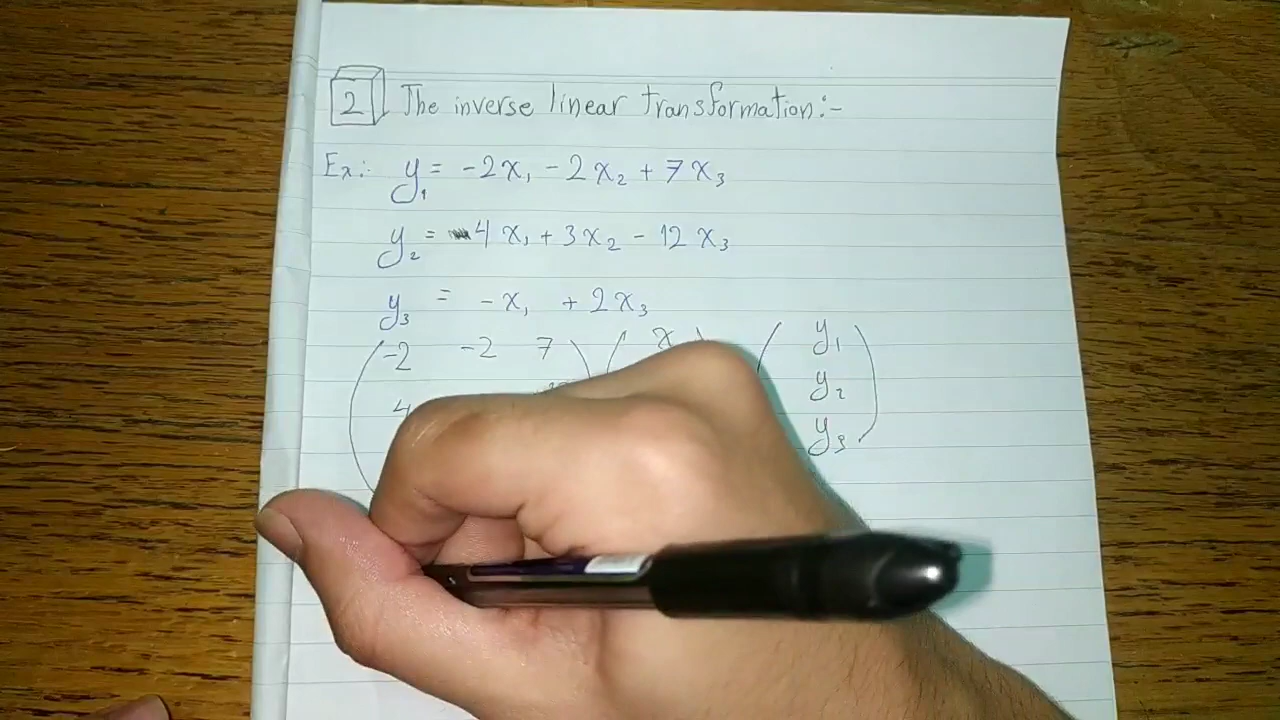 2 The inverse linear transformation:-
Ex:- y₁ = -2x₁ - 2x₂ + 7x₃
y₂ = 4x₁ + 3x₂ - 12x₃
y₃ = -x₁ + 2x₃
-2 -2 7 x y₁
4 y₂
y₃